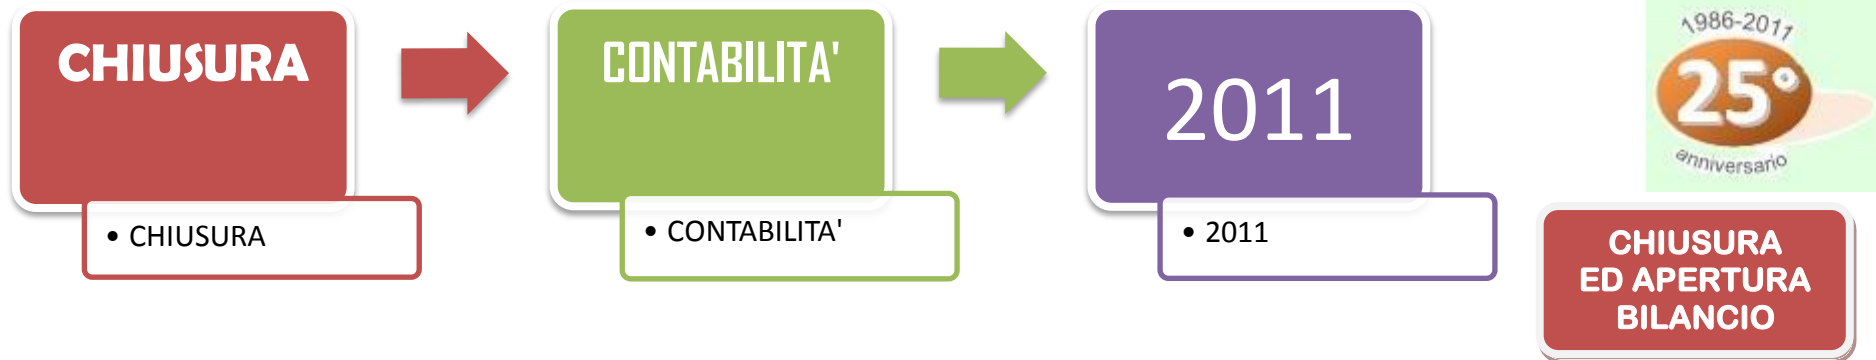 CHIUSURA
• CHIUSURA
CONTABILITA'
• CONTABILITA'
2011
• 2011
1986-2011
25°
anniversario
CHIUSURA
ED APERTURA
BILANCIO